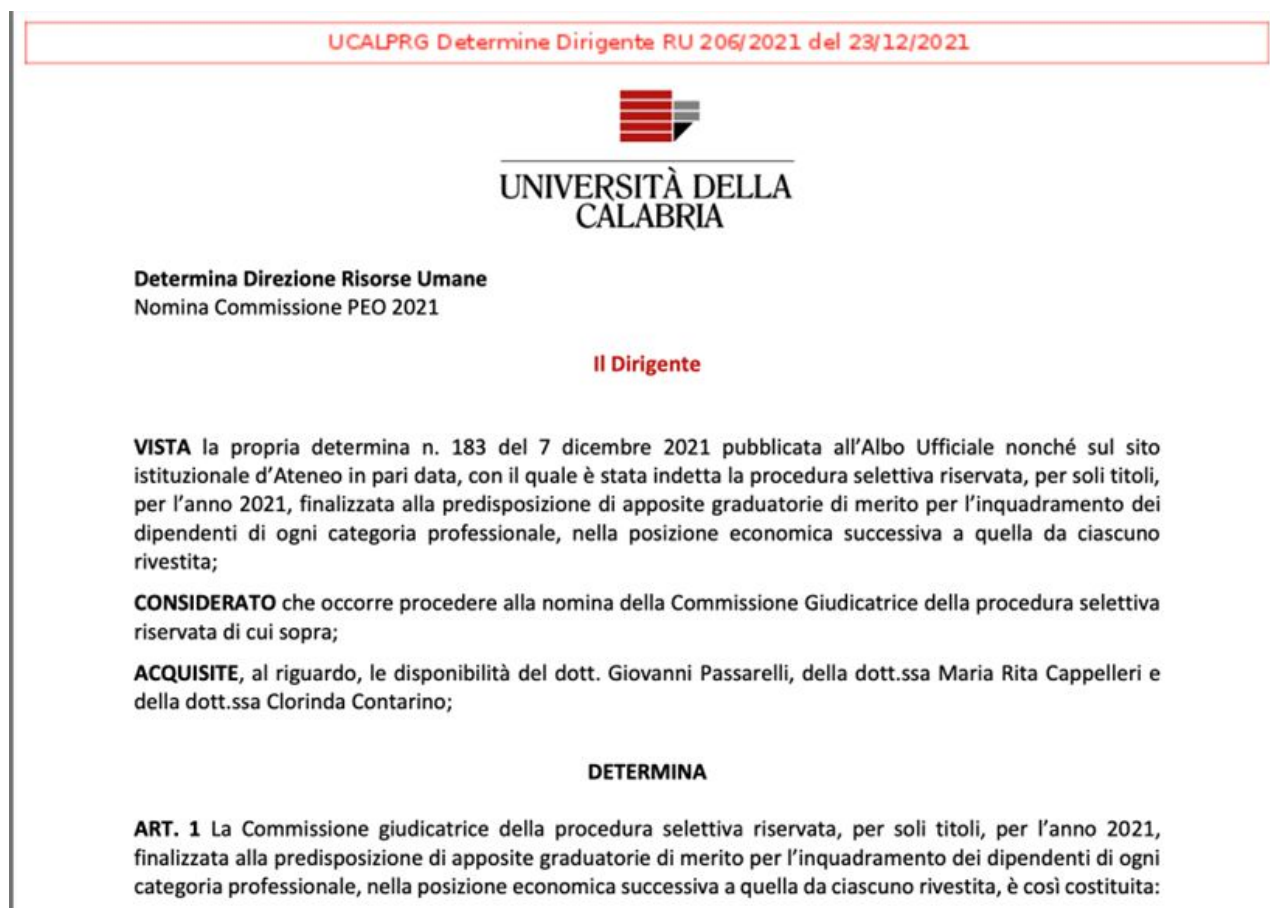 UCALPRG Determine Dirigente RU 206/2021 del 23/12/2021
UNIVERSITÀ DELLA
CALABRIA
Determina Direzione Risorse Umane
Nomina Commissione PEO 2021
Il Dirigente
VISTA la propria determina n. 183 del 7 dicembre 2021 pubblicata all'Albo Ufficiale nonché sul sito
istituzionale d'Ateneo in pari data, con il quale è stata indetta la procedura selettiva riservata, per soli titoli,
per l'anno 2021, finalizzata alla predisposizione di apposite graduatorie di merito per l'inquadramento dei
dipendenti di ogni categoria professionale, nella posizione economica successiva a quella da ciascuno
rivestita;
CONSIDERATO che occorre procedere alla nomina della Commissione Giudicatrice della procedura selettiva
riservata di cui sopra;
ACQUISITE, al riguardo, le disponibilità del dott. Giovanni Passarelli, della dott.ssa Maria Rita Cappelleri e
della dott.ssa Clorinda Contarino;
DETERMINA
ART. 1 La Commissione giudicatrice della procedura selettiva riservata, per soli titoli, per l'anno 2021,
finalizzata alla predisposizione di apposite graduatorie di merito per l'inquadramento dei dipendenti di ogni
categoria professionale, nella posizione economica successiva a quella da ciascuno rivestita, è così costituita: